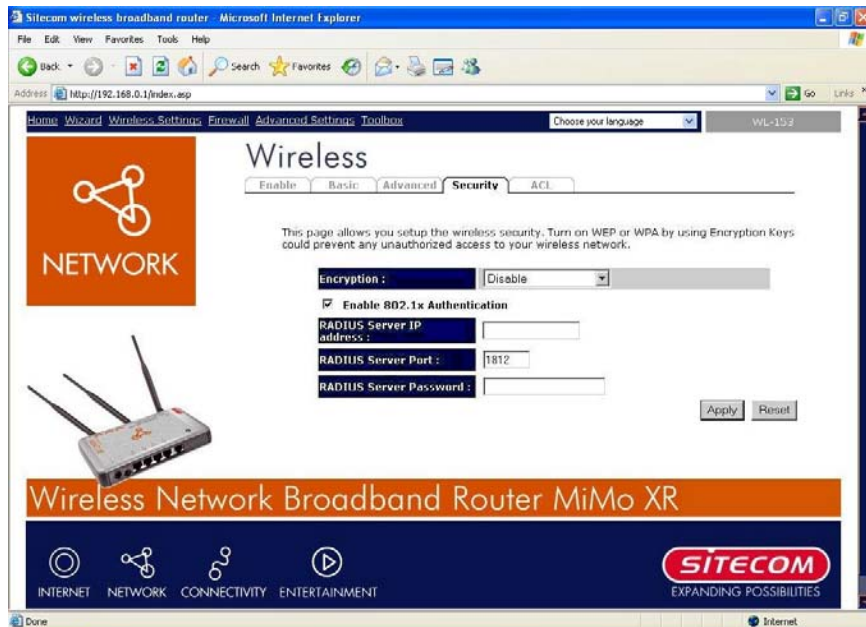 Sitecom wireless broadband router - Microsoft Internet Explorer
File Edit View Favorites Tools Help
Back Search Favorites
Address http://192.168.0.1/index.asp Go Links »
Home Wizard Wireless Settings Firewall Advanced Settings Toolbox Choose your language WL-153
Wireless
Enable Basic Advanced Security ACL
This page allows you setup the wireless security. Turn on WEP or WPA by using Encryption Keys
could prevent any unauthorized access to your wireless network.
NETWORK
Encryption : Disable
Enable 802.1x Authentication
RADIUS Server IP
address :
RADIUS Server Port : 1812
RADIUS Server Password :
Apply Reset
Wireless Network Broadband Router MiMo XR
INTERNET NETWORK CONNECTIVITY ENTERTAINMENT
SITECOM
EXPANDING POSSIBILITIES
Done Internet